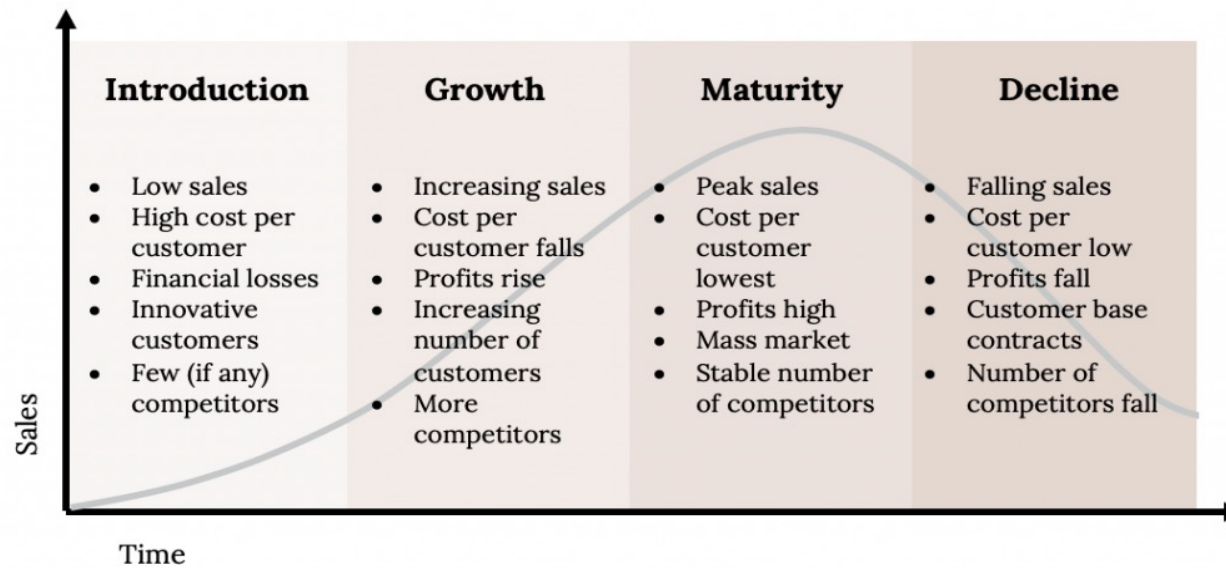 Introduction
• Low sales
• High cost per
customer
• Financial losses
• Innovative
customers
• Few (if any)
competitors
Growth
• Increasing sales
• Cost per
customer falls
• Profits rise
• Increasing
number of
customers
• More
competitors
Maturity
• Peak sales
• Cost per
customer
lowest
• Profits high
• Mass market
• Stable number
of competitors
Decline
• Falling sales
• Cost per
customer low
• Profits fall
• Customer base
contracts
• Number of
competitors fall
Sales
Time